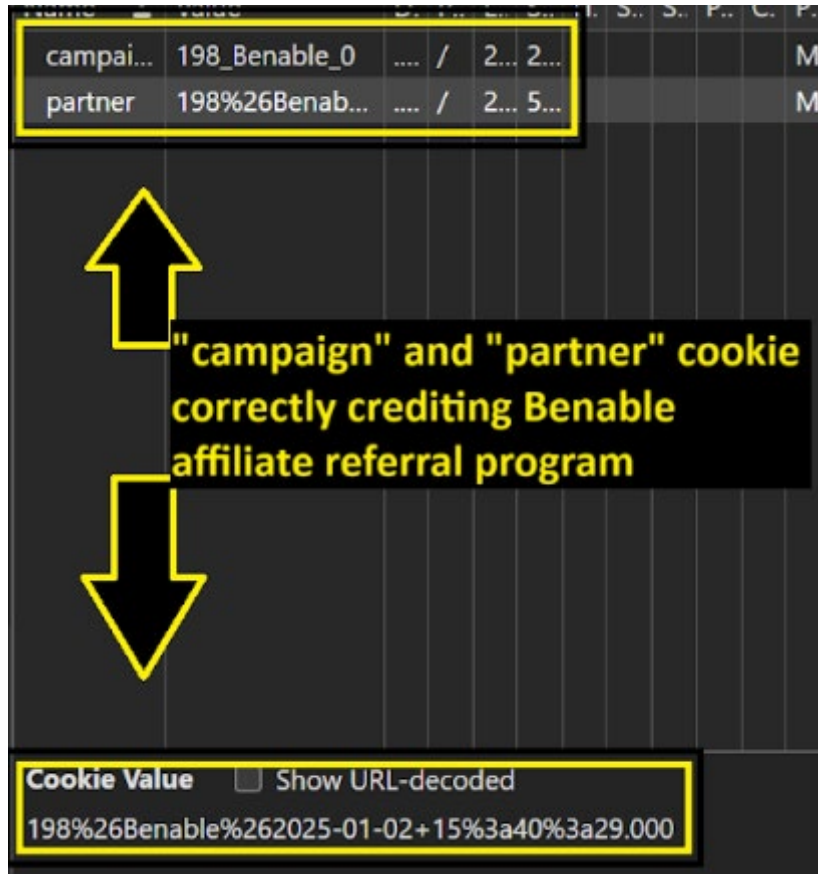 Name Value D. P.. E.. S.. H. S.. S.. P.. C. P.
campai... 198_Benable_0 .... / 2... 2... M
partner 198%26Benab... .... / 2... 5... M
"campaign" and "partner" cookie
correctly crediting Benable
affiliate referral program
Cookie Value Show URL-decoded
198%26Benable%262025-01-02+15%3a40%3a29.000